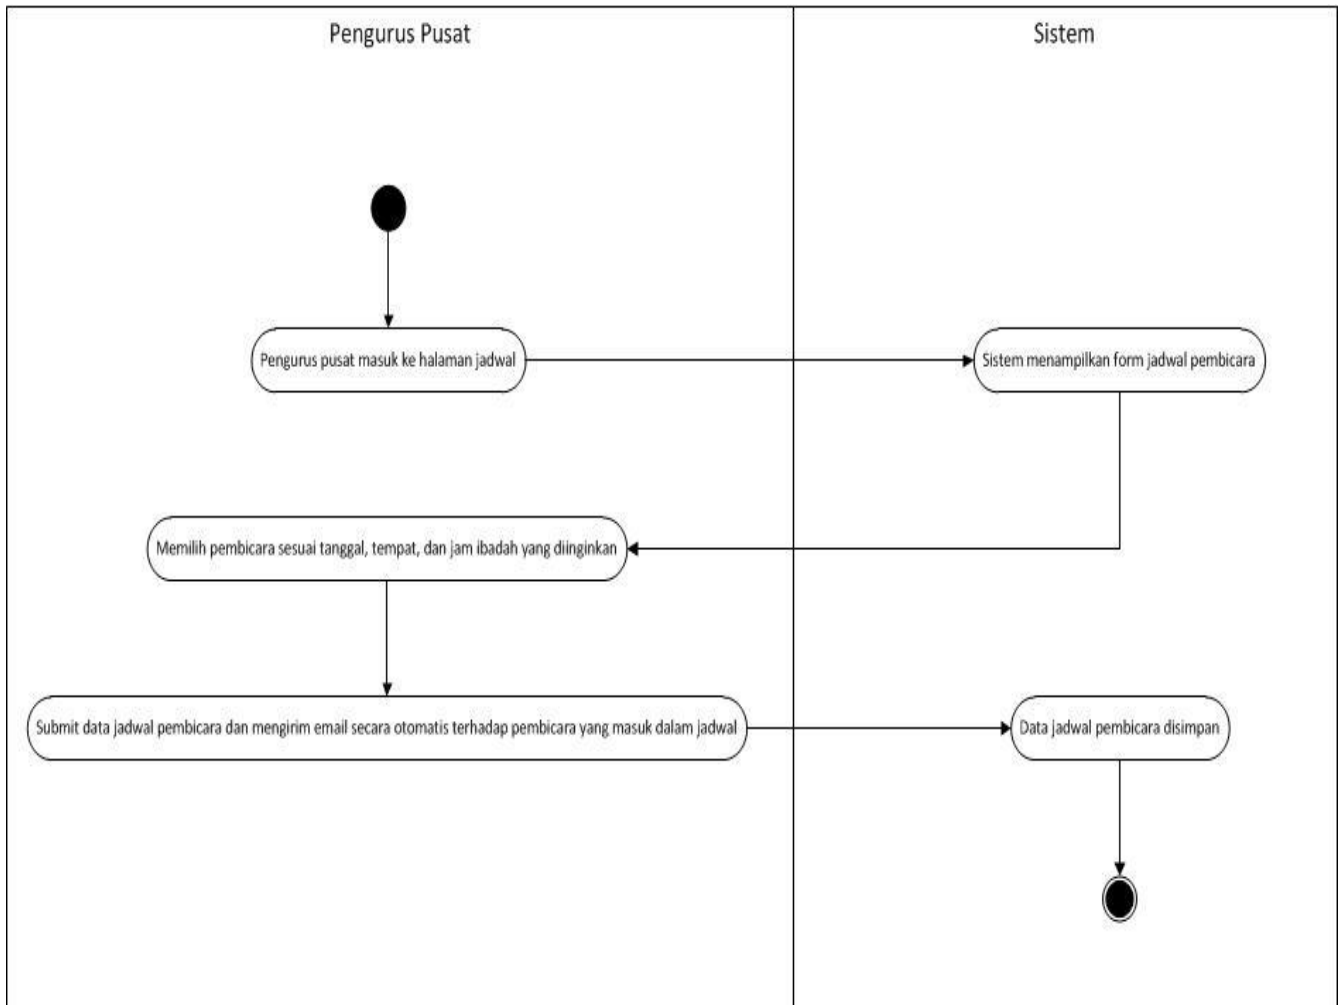 Pengurus Pusat
Sistem
Pengurus pusat masuk ke halaman jadwal
Sistem menampilkan form jadwal pembicara
Memilih pembicara sesuai tanggal, tempat, dan jam ibadah yang diinginkan
Submit data jadwal pembicara dan mengirim email secara otomatis terhadap pembicara yang masuk dalam jadwal
Data jadwal pembicara disimpan